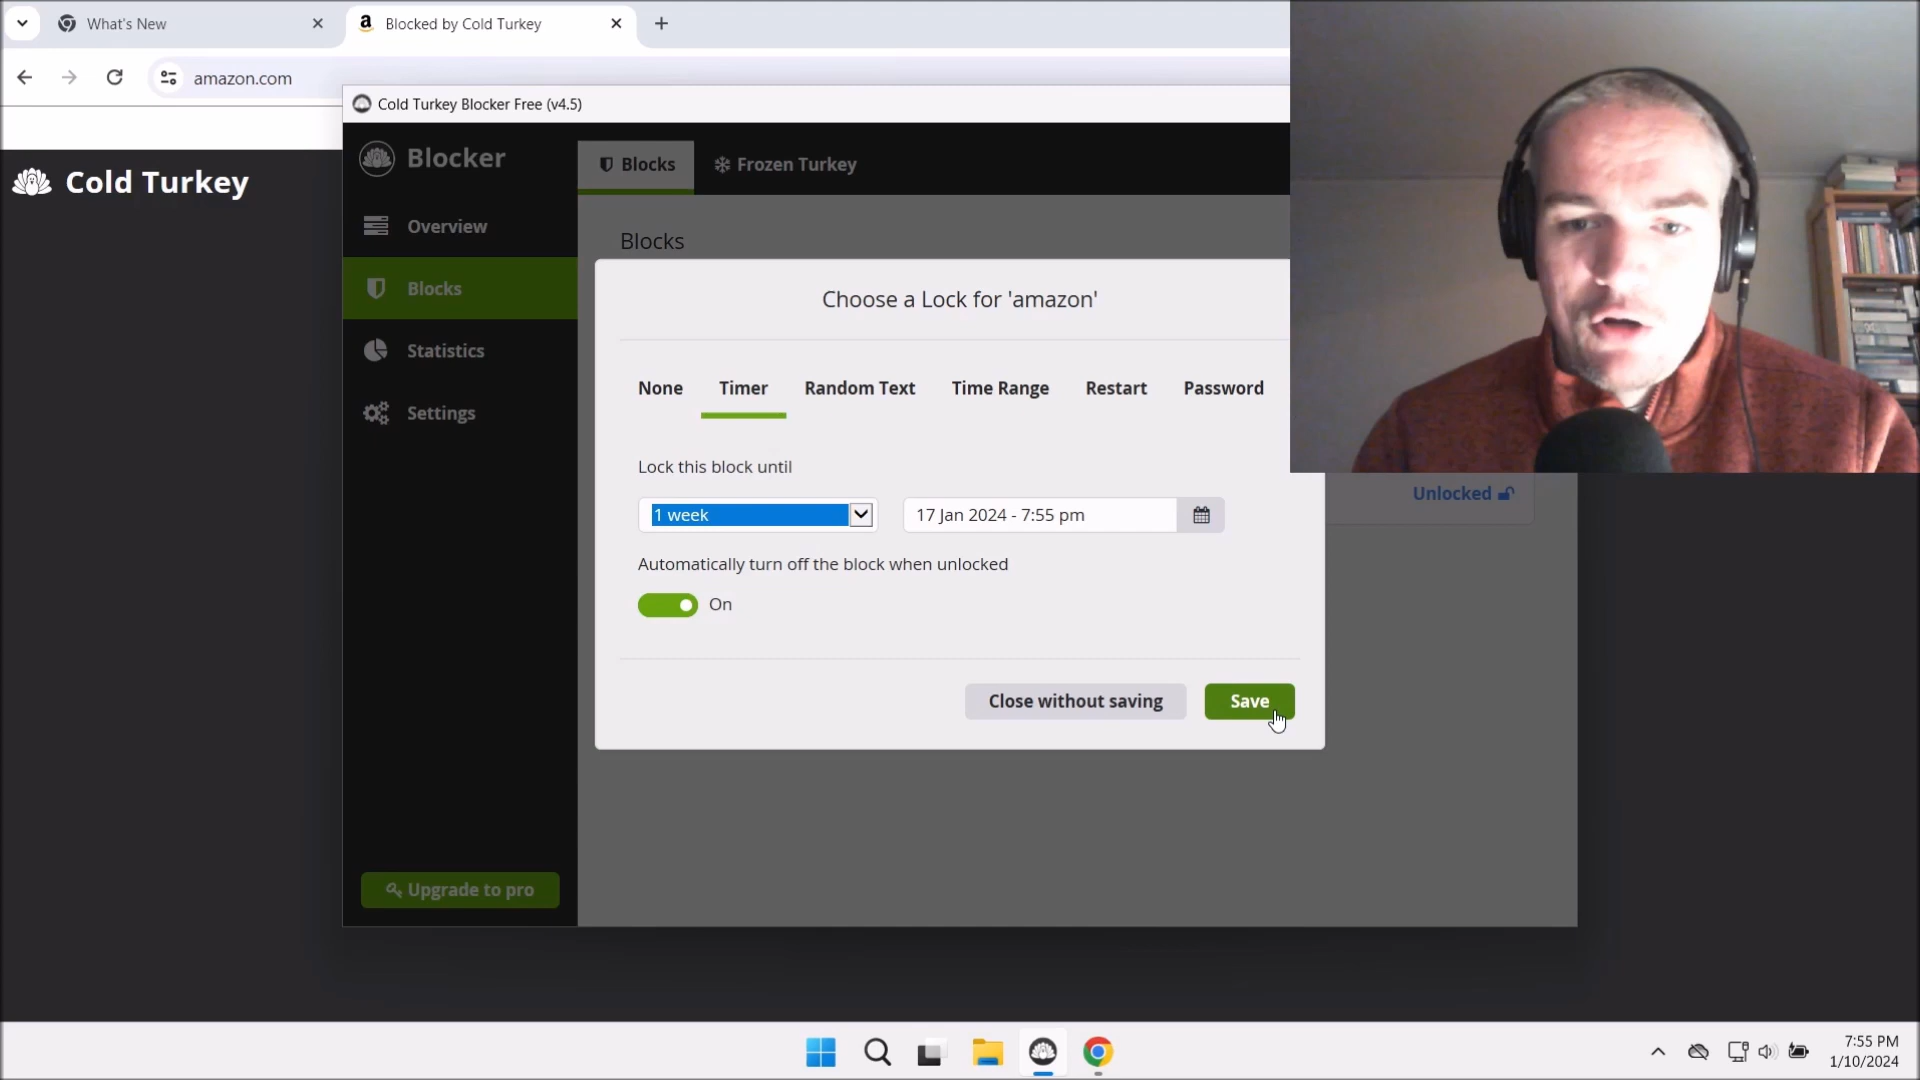 What's New
Blocked by Cold Turkey
amazon.com
Cold Turkey Blocker Free (v4.5)
Cold Turkey
Blocker
Blocks
Frozen Turkey
Overview
Blocks
Statistics
Settings
Upgrade to pro
Blocks
Choose a Lock for 'amazon'
None
Timer
Random Text
Time Range
Restart
Password
Lock this block until
1 week
17 Jan 2024 - 7:55 pm
Automatically turn off the block when unlocked
On
Close without saving
Save
Unlocked
7:55 PM
1/10/2024